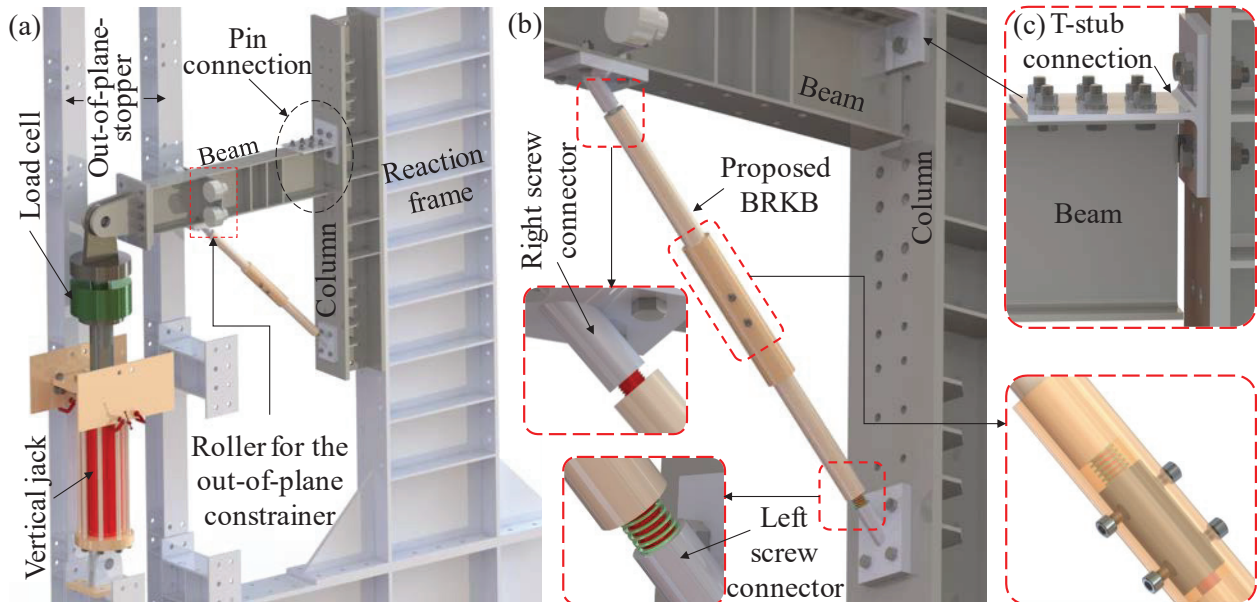 (a)
Out-of-plane-
stopper
Load cell
Pin
connection
Beam
Reaction
frame
Column
Vertical jack
Roller for the
out-of-plane
constrainer
(b)
Beam
Proposed
BRKB
Column
Right screw
connector
Left
screw
connector
(c)
T-stub
connection
Beam